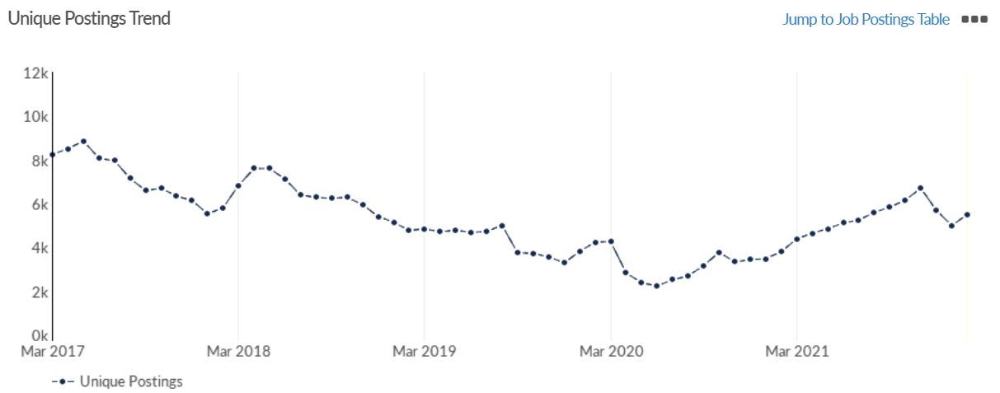 Unique Postings Trend
Jump to Job Postings Table
12k
10k
8k
6k
4k
2k
0k
Mar 2017
Mar 2018
Mar 2019
Mar 2020
Mar 2021
Unique Postings